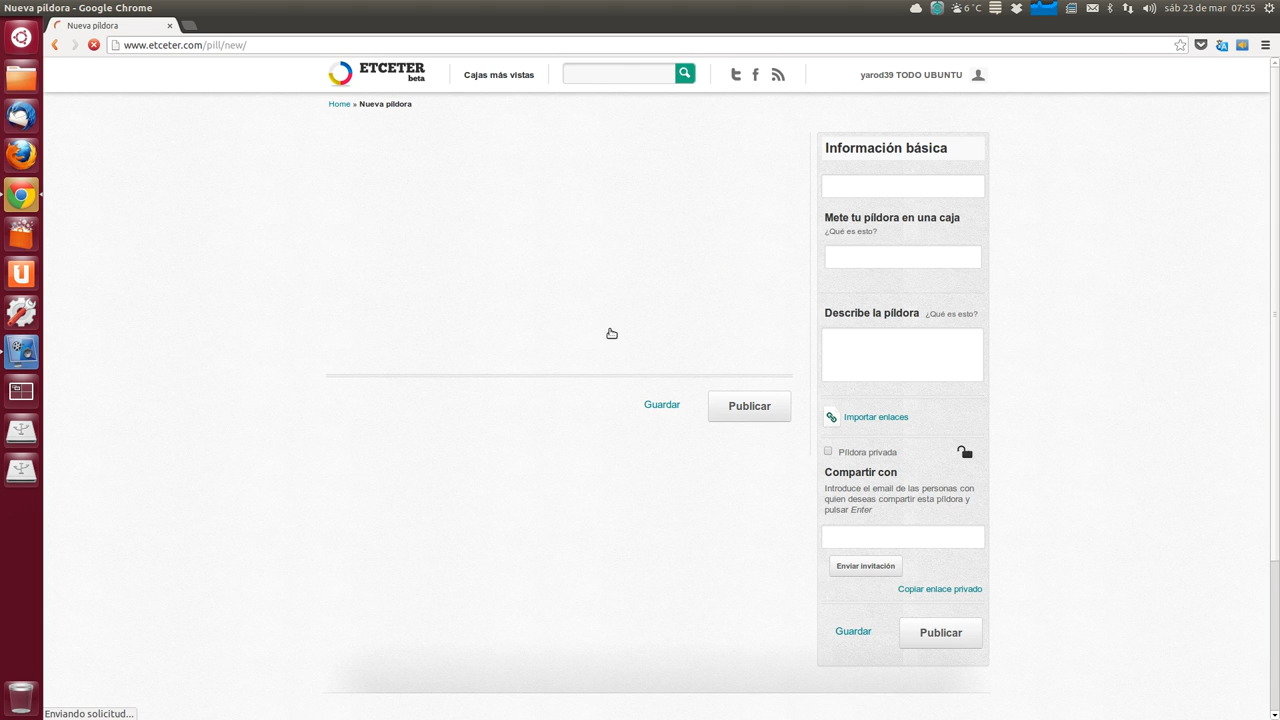 Nueva píldora - Google Chrome
6 °C
sáb 23 de mar 07:55
Nueva píldora
www.etceter.com/pill/new/
ETCETER
beta
Cajas más vistas
yarod39 TODO UBUNTU
Home » Nueva píldora
Información básica
Mete tu píldora en una caja
¿Qué es esto?
Describe la píldora ¿Qué es esto?
Guardar
Publicar
Importar enlaces
Píldora privada
Compartir con
Introduce el email de las personas con
quien deseas compartir esta píldora y
pulsar Enter
Enviar invitación
Copiar enlace privado
Guardar
Publicar
Enviando solicitud...